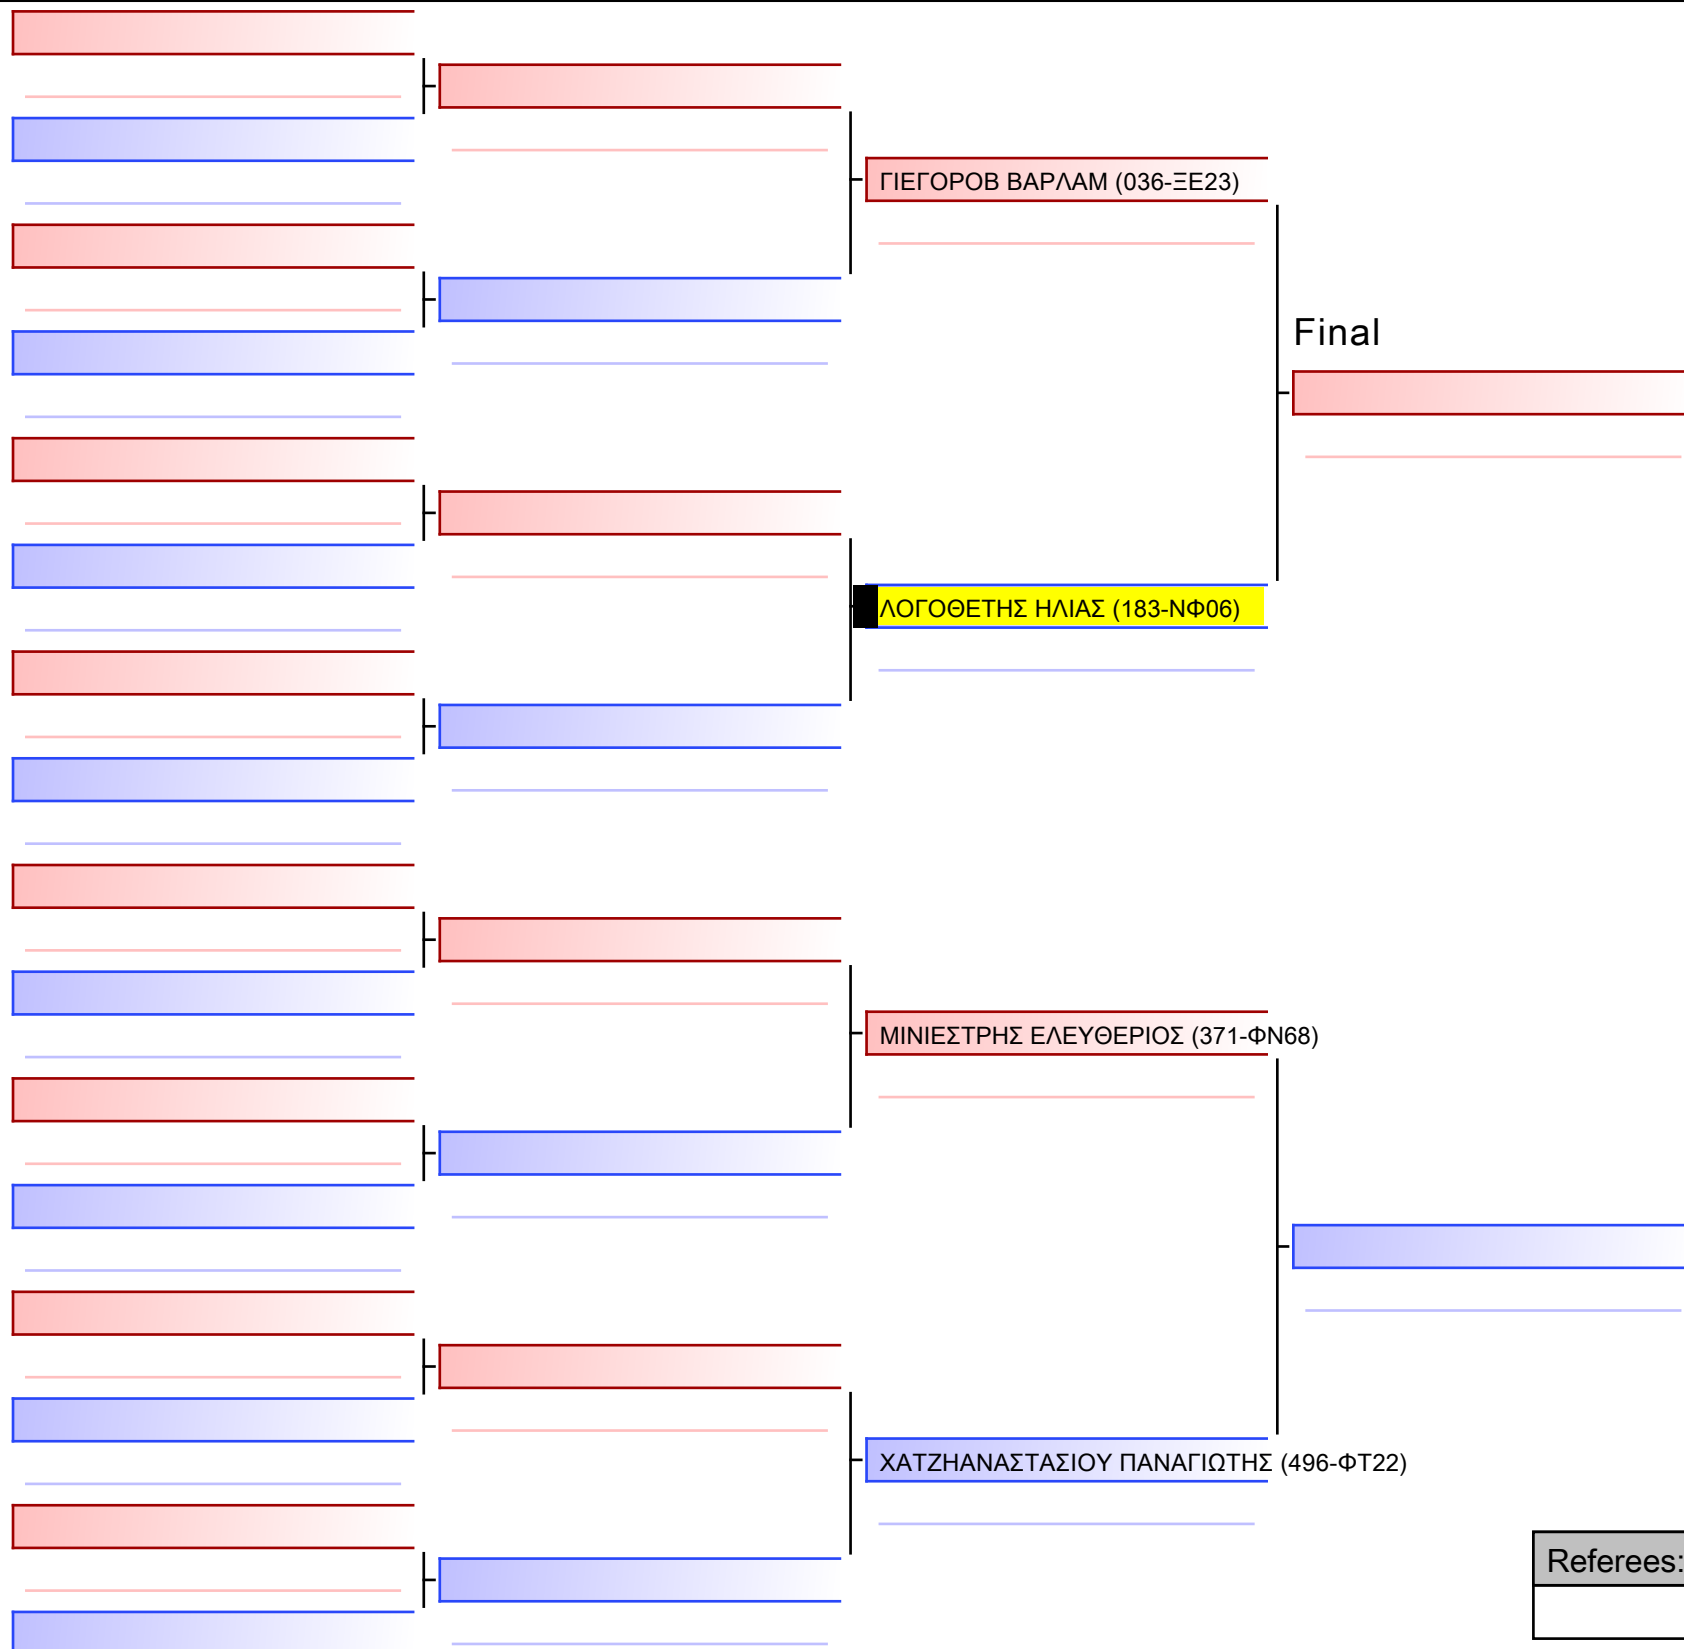 ΓΙΕΓΟΡΟΒ ΒΑΡΛΑΜ (036-ΞΕ23)
Final
ΛΟΓΟΘΕΤΗΣ ΗΛΙΑΣ (183-ΝΦ06)
ΜΙΝΙΕΣΤΡΗΣ ΕΛΕΥΘΕΡΙΟΣ (371-ΦΝ68)
ΧΑΤΖΗΑΝΑΣΤΑΣΙΟΥ ΠΑΝΑΓΙΩΤΗΣ (496-ΦΤ22)
Referees: